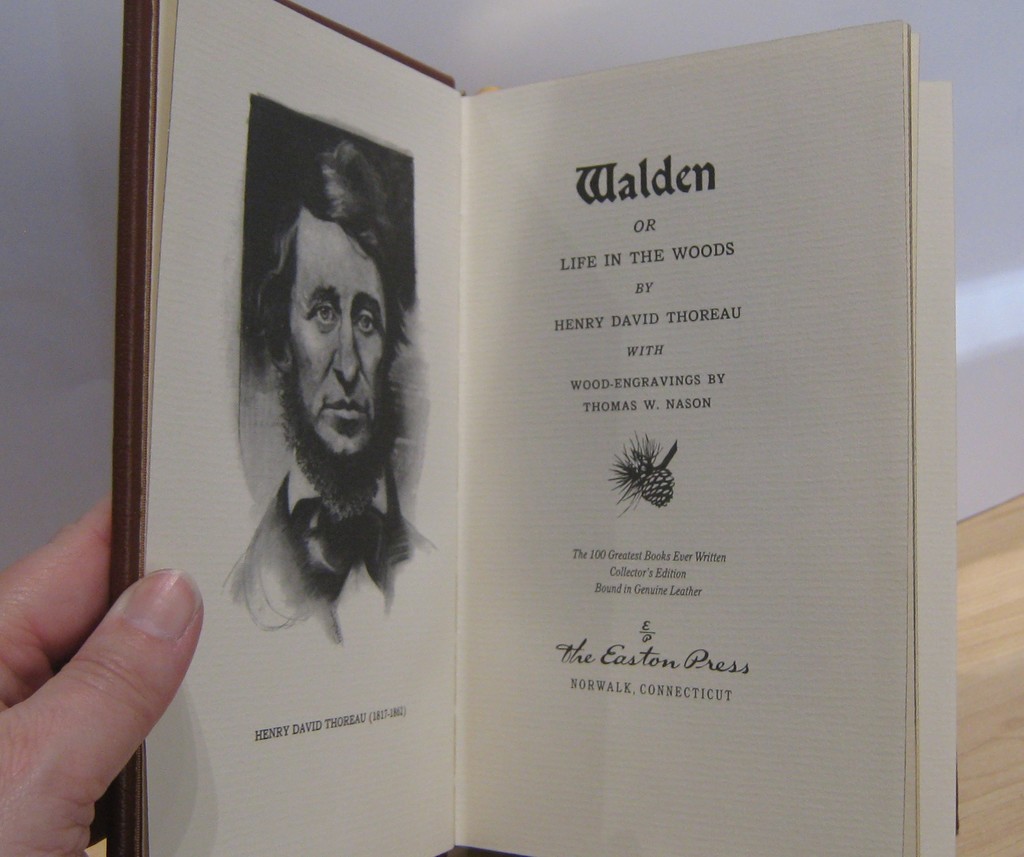 HENRY DAVID THOREAU (1817-1862)
Walden
OR
LIFE IN THE WOODS
BY
HENRY DAVID THOREAU
WITH
WOOD-ENGRAVINGS BY
THOMAS W. NASON
The 100 Greatest Books Ever Written
Collector's Edition
Bound in Genuine Leather
E
P
The Easton Press
NORWALK, CONNECTICUT